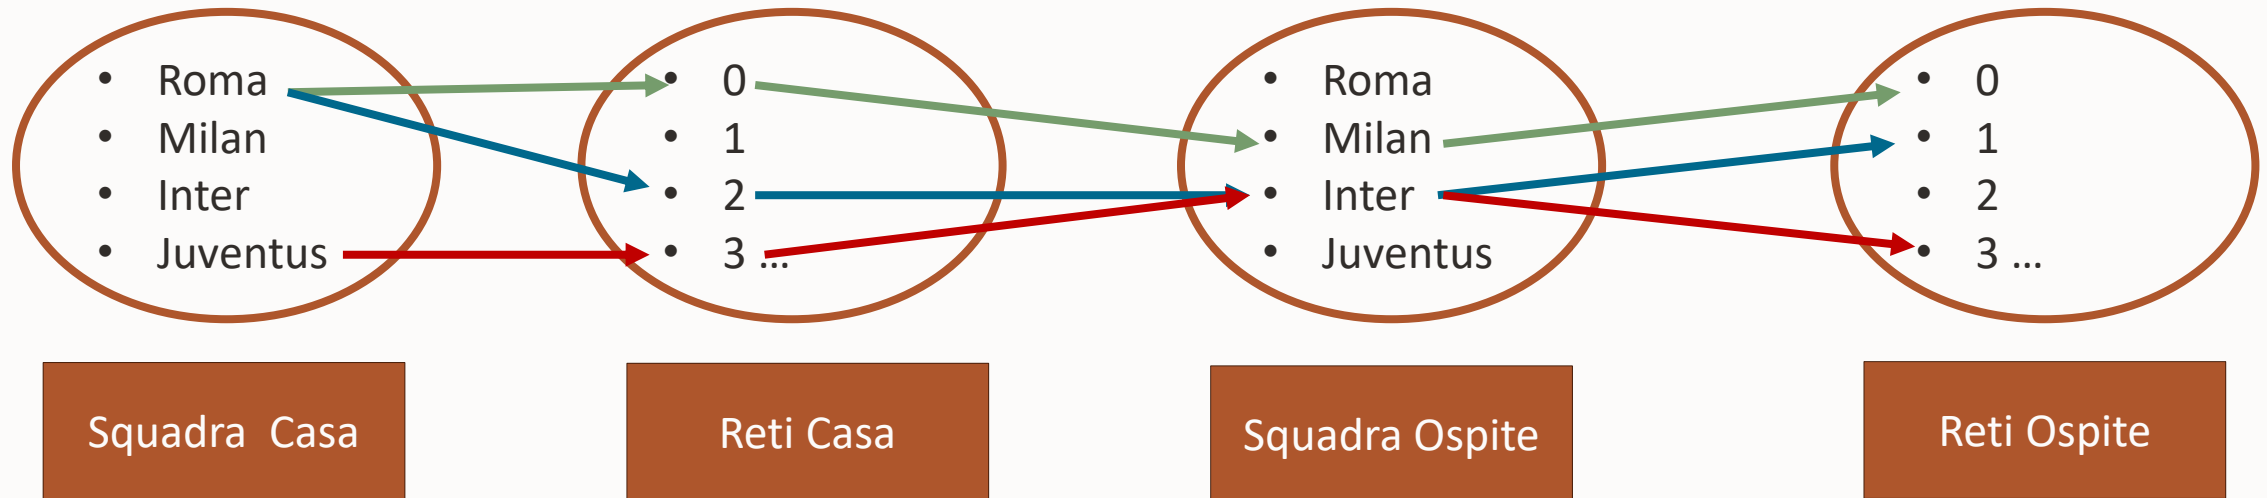 • Roma
• Milan
• Inter
• Juventus
• 0
• 1
• 2
• 3 ...
• Roma
• Milan
• Inter
• Juventus
• 0
• 1
• 2
• 3 ...
Squadra Casa
Reti Casa
Squadra Ospite
Reti Ospite